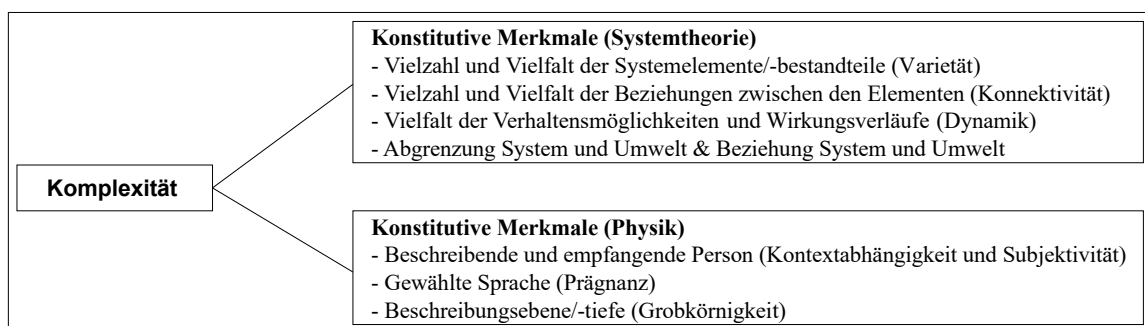 Komplexität
Konstitutive Merkmale (Systemtheorie)
- Vielzahl und Vielfalt der Systemelemente/-bestandteile (Varietät)
- Vielzahl und Vielfalt der Beziehungen zwischen den Elementen (Konnektivität)
- Vielfalt der Verhaltensmöglichkeiten und Wirkungsverläufe (Dynamik)
- Abgrenzung System und Umwelt & Beziehung System und Umwelt
Konstitutive Merkmale (Physik)
- Beschreibende und empfangende Person (Kontextabhängigkeit und Subjektivität)
- Gewählte Sprache (Prägnanz)
- Beschreibungsebene/-tiefe (Grobkörnigkeit)